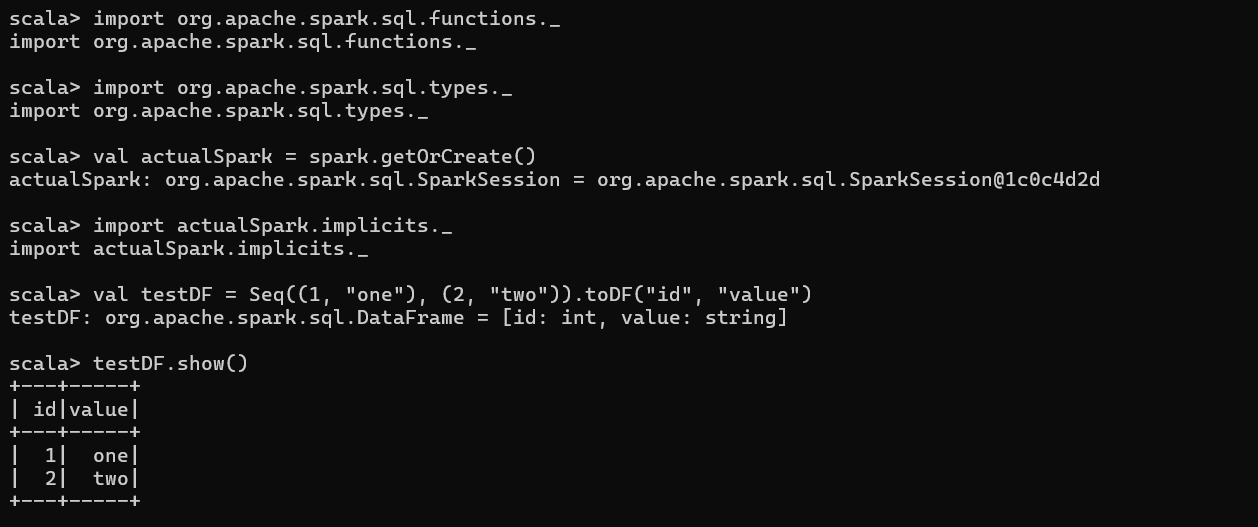 scala> import org.apache.spark.sql.functions._
import org.apache.spark.sql.functions._
scala> import org.apache.spark.sql.types._
import org.apache.spark.sql.types._
scala> val actualSpark = spark.getOrCreate()
actualSpark: org.apache.spark.sql.SparkSession = org.apache.spark.sql.SparkSession@1c0c4d2d
scala> import actualSpark.implicits._
import actualSpark.implicits._
scala> val testDF = Seq((1, "one"), (2, "two")).toDF("id", "value")
testDF: org.apache.spark.sql.DataFrame = [id: int, value: string]
scala> testDF.show()
+---+-----+
| id|value|
+---+-----+
|  1|  one|
|  2|  two|
+---+-----+